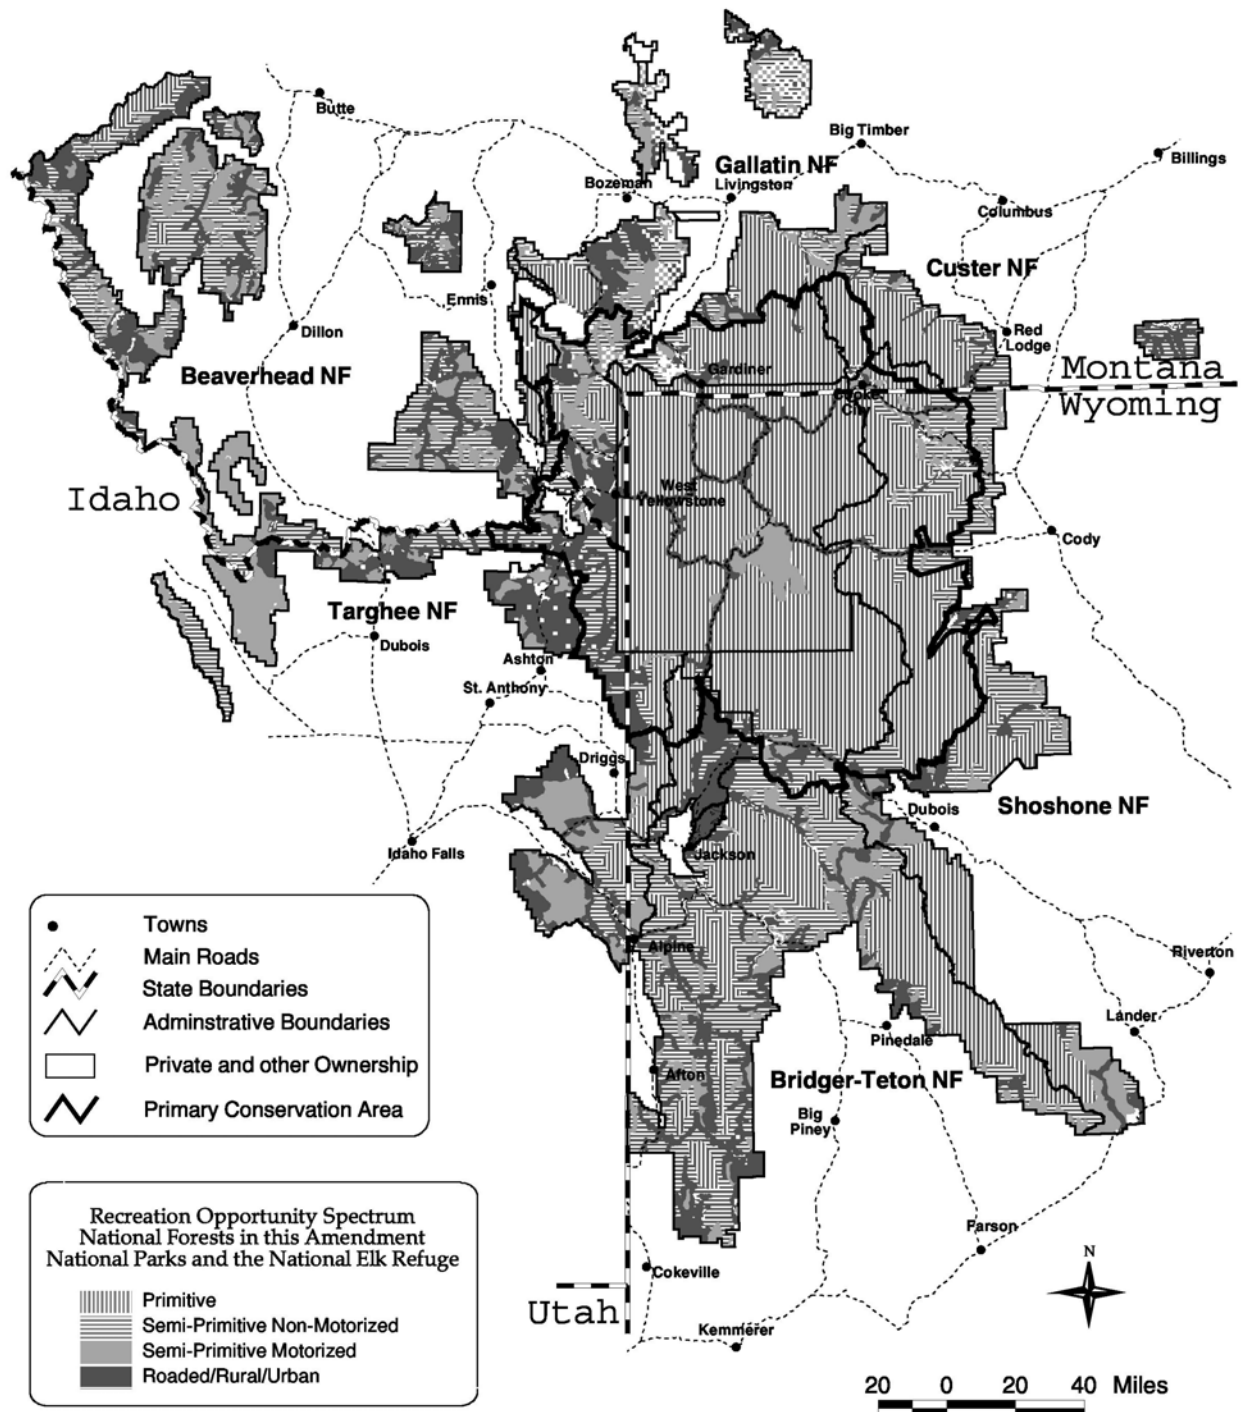 Butte
Big Timber
Billings
Gallatin NF
Bozeman
Livingston
Columbus
Custer NF
Ennis
Dillon
Red
Lodge
Beaverhead NF
Gardiner
Montana
Cooke
City
Wyoming
Idaho
West
Yellowstone
Cody
Targhee NF
Dubois
Ashton
St. Anthony
Driggs
Shoshone NF
Dubois
Idaho Falls
Jackson
Towns
Main Roads
State Boundaries
Adminstrative Boundaries
Private and other Ownership
Primary Conservation Area
Alpine
Riverton
Lander
Pinedale
Afton
Bridger-Teton NF
Big
Piney
Recreation Opportunity Spectrum
National Forests in this Amendment
National Parks and the National Elk Refuge
Primitive
Semi-Primitive Non-Motorized
Semi-Primitive Motorized
Roaded/Rural/Urban
Farson
N
Cokeville
Utah
Kemmerer
20 0 20 40 Miles